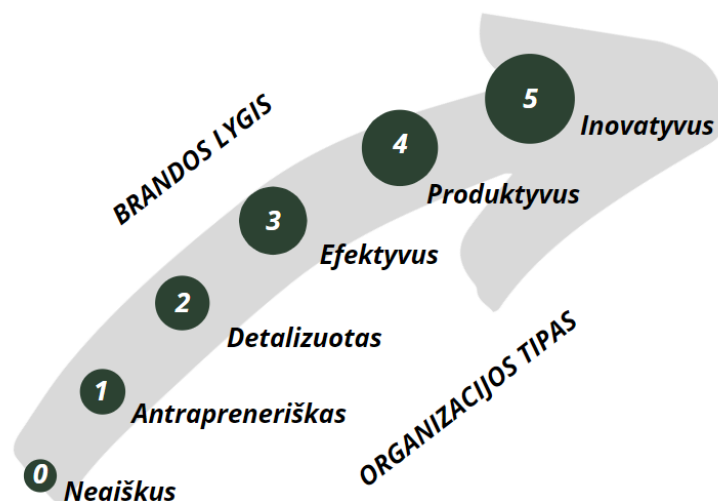 BRANDOS LYGIS
5 Inovatyvus
4 Produktyvus
3 Efektyvus
2 Detalizuotas
1 Antrapreneriškas
0 Neaiškus
ORGANIZACIJOS TIPAS